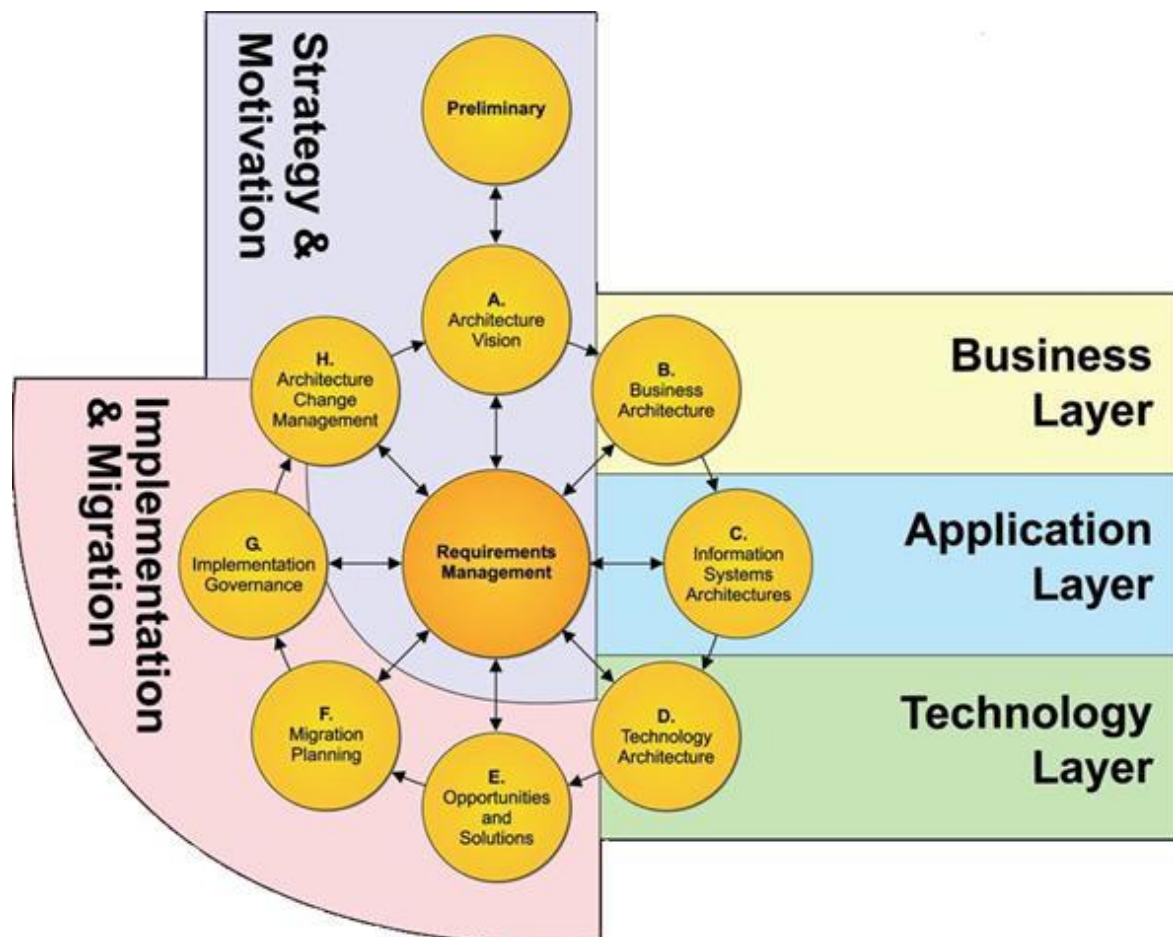 Strategy &
Motivation
Preliminary
A.
Architecture
Vision
H.
Architecture
Change
Management
B.
Business
Architecture
Business
Layer
Implementation
& Migration
G.
Implementation
Governance
Requirements
Management
C.
Information
Systems
Architectures
Application
Layer
F.
Migration
Planning
E.
Opportunities
and
Solutions
D.
Technology
Architecture
Technology
Layer